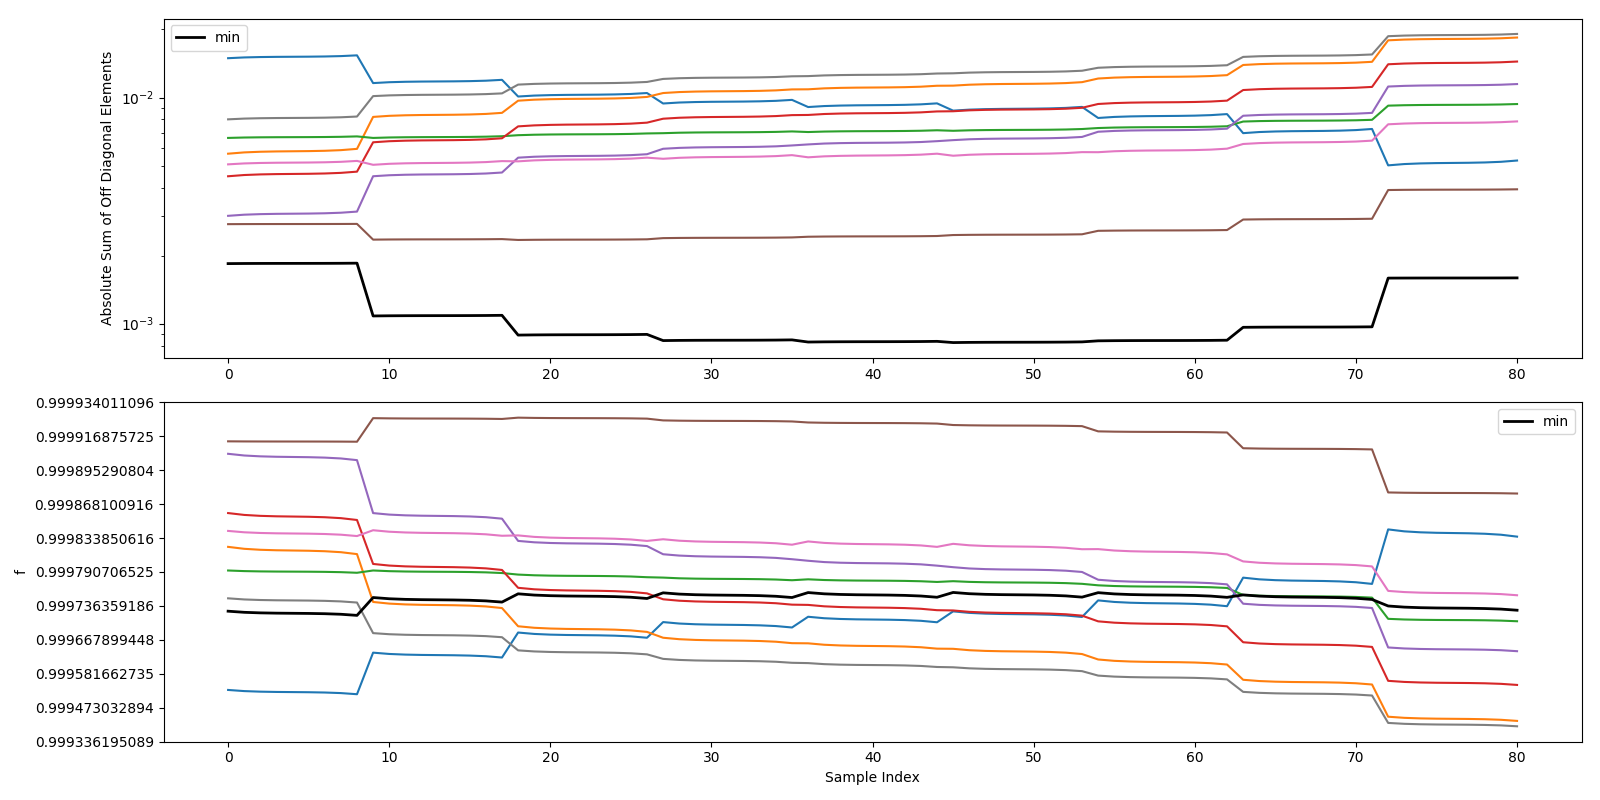 Absolute Sum of Off Diagonal Elements
min
10⁻²
10⁻³
0 10 20 30 40 50 60 70 80
f
min
0.999934011096
0.999916875725
0.999895290804
0.999868100916
0.999833850616
0.999790706525
0.999736359186
0.999667899448
0.999581662735
0.999473032894
0.999336195089
0 10 20 30 40 50 60 70 80
Sample Index